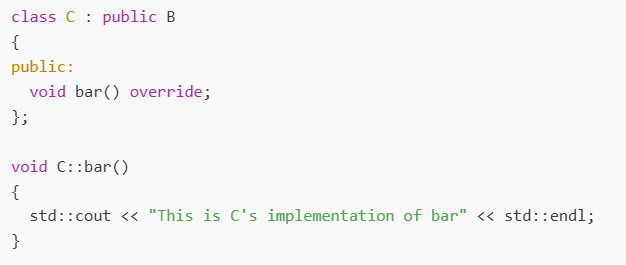 class C : public B
{
public:
  void bar() override;
};

void C::bar()
{
  std::cout << "This is C's implementation of bar" << std::endl;
}